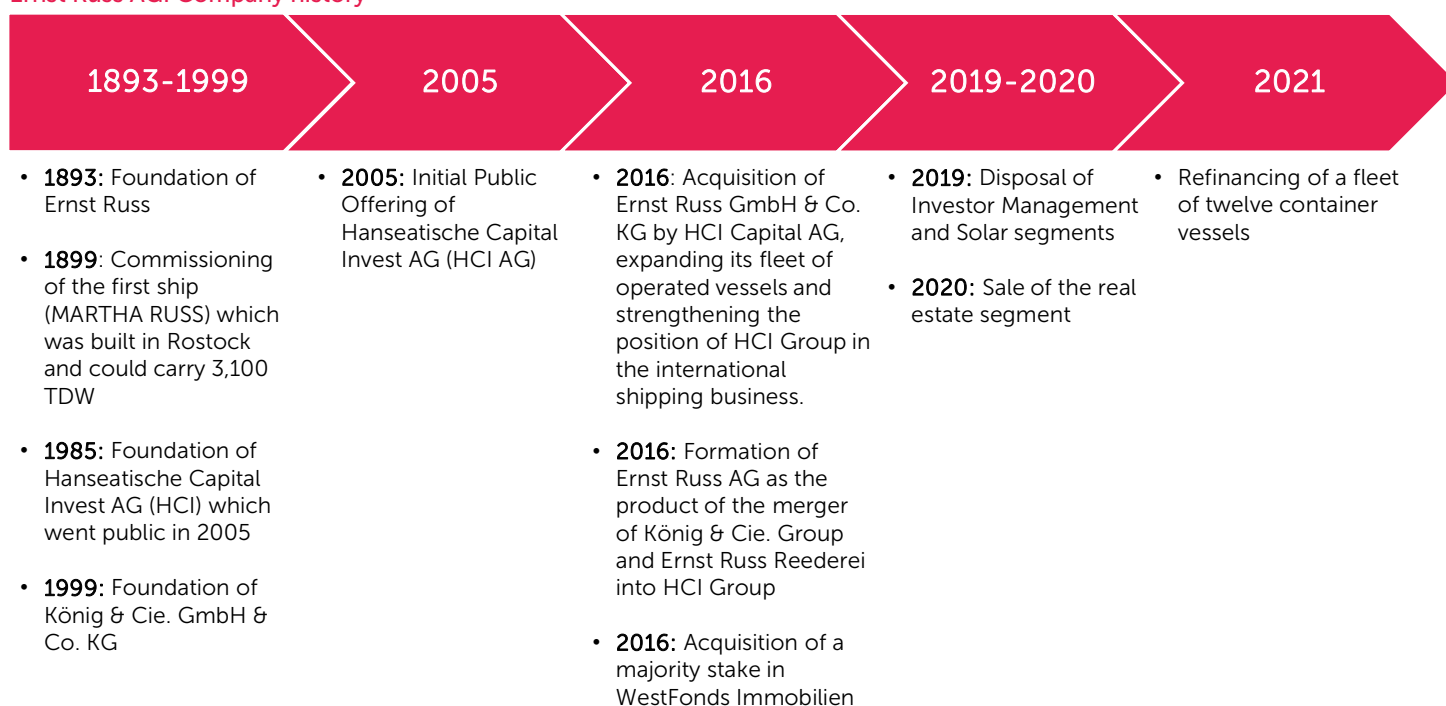 Ernst Russ AG: Company history
1893-1999
2005
2016
2019-2020
2021
• 1893: Foundation of
Ernst Russ
• 1899: Commissioning
of the first ship
(MARTHA RUSS) which
was built in Rostock
and could carry 3,100
TDW
• 1985: Foundation of
Hanseatische Capital
Invest AG (HCI) which
went public in 2005
• 1999: Foundation of
König & Cie. GmbH &
Co. KG
• 2005: Initial Public
Offering of
Hanseatische Capital
Invest AG (HCI AG)
• 2016: Acquisition of
Ernst Russ GmbH & Co.
KG by HCI Capital AG,
expanding its fleet of
operated vessels and
strengthening the
position of HCI Group in
the international
shipping business.
• 2016: Formation of
Ernst Russ AG as the
product of the merger
of König & Cie. Group
and Ernst Russ Reederei
into HCI Group
• 2016: Acquisition of a
majority stake in
WestFonds Immobilien
• 2019: Disposal of
Investor Management
and Solar segments
• 2020: Sale of the real
estate segment
• Refinancing of a fleet
of twelve container
vessels